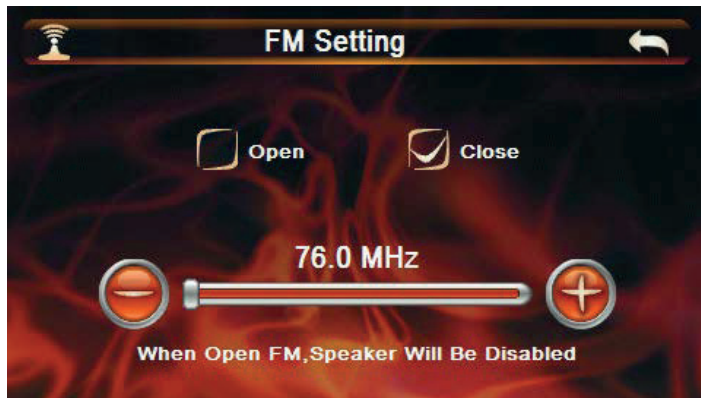 FM Setting
Open Close
76.0 MHz
When Open FM,Speaker Will Be Disabled